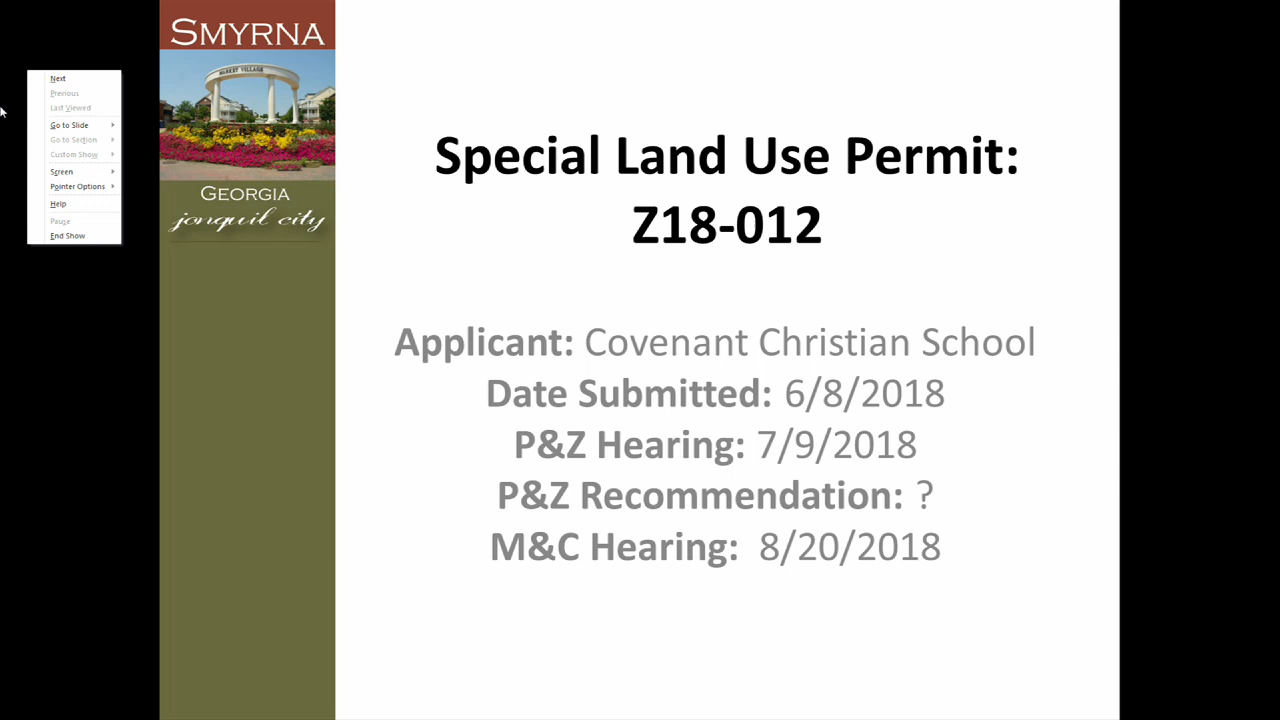 SMYRNA
MARKET VILLAGE
GEORGIA
jonquil city
Next
Previous
Last Viewed
Go to Slide
Go to Section
Custom Show
Screen
Pointer Options
Help
Pause
End Show
Special Land Use Permit:
Z18-012
Applicant: Covenant Christian School
Date Submitted: 6/8/2018
P&Z Hearing: 7/9/2018
P&Z Recommendation: ?
M&C Hearing: 8/20/2018